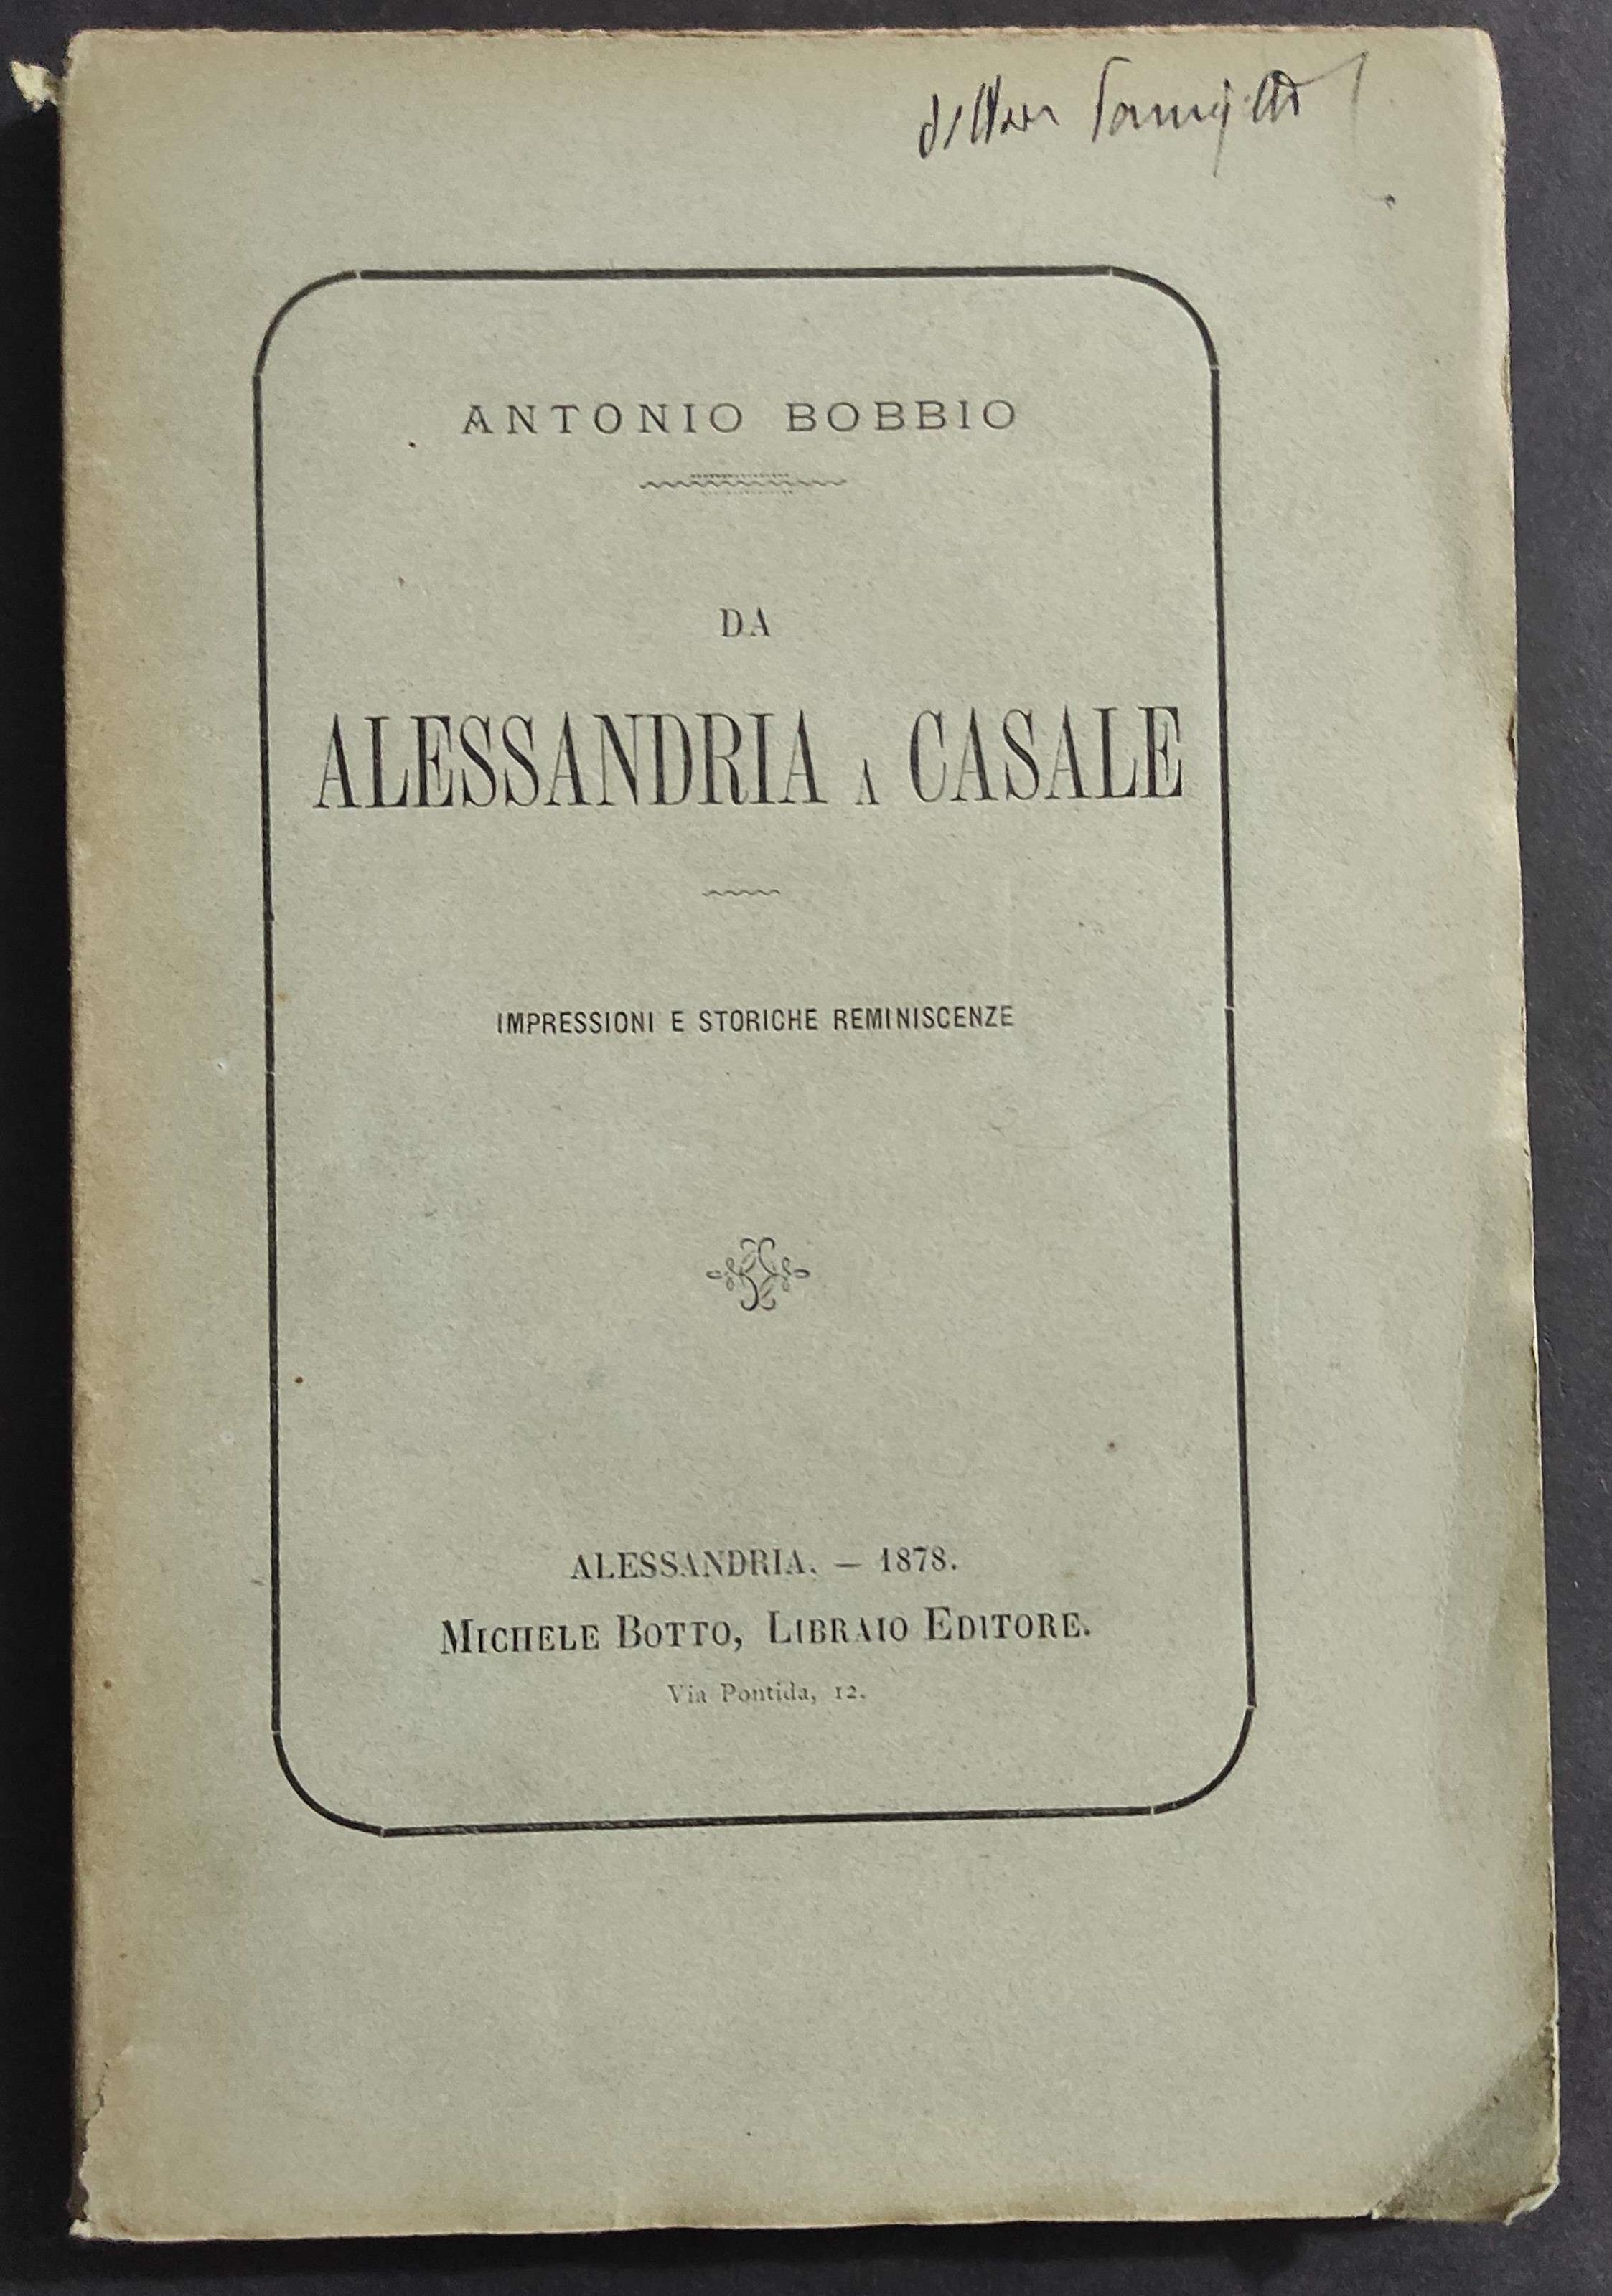 ANTONIO BOBBIO
DA
ALESSANDRIA A CASALE
IMPRESSIONI E STORICHE REMINISCENZE
ALESSANDRIA. — 1878.
MICHELE BOTTO, LIBRAIO EDITORE.
Via Pontida, 12.